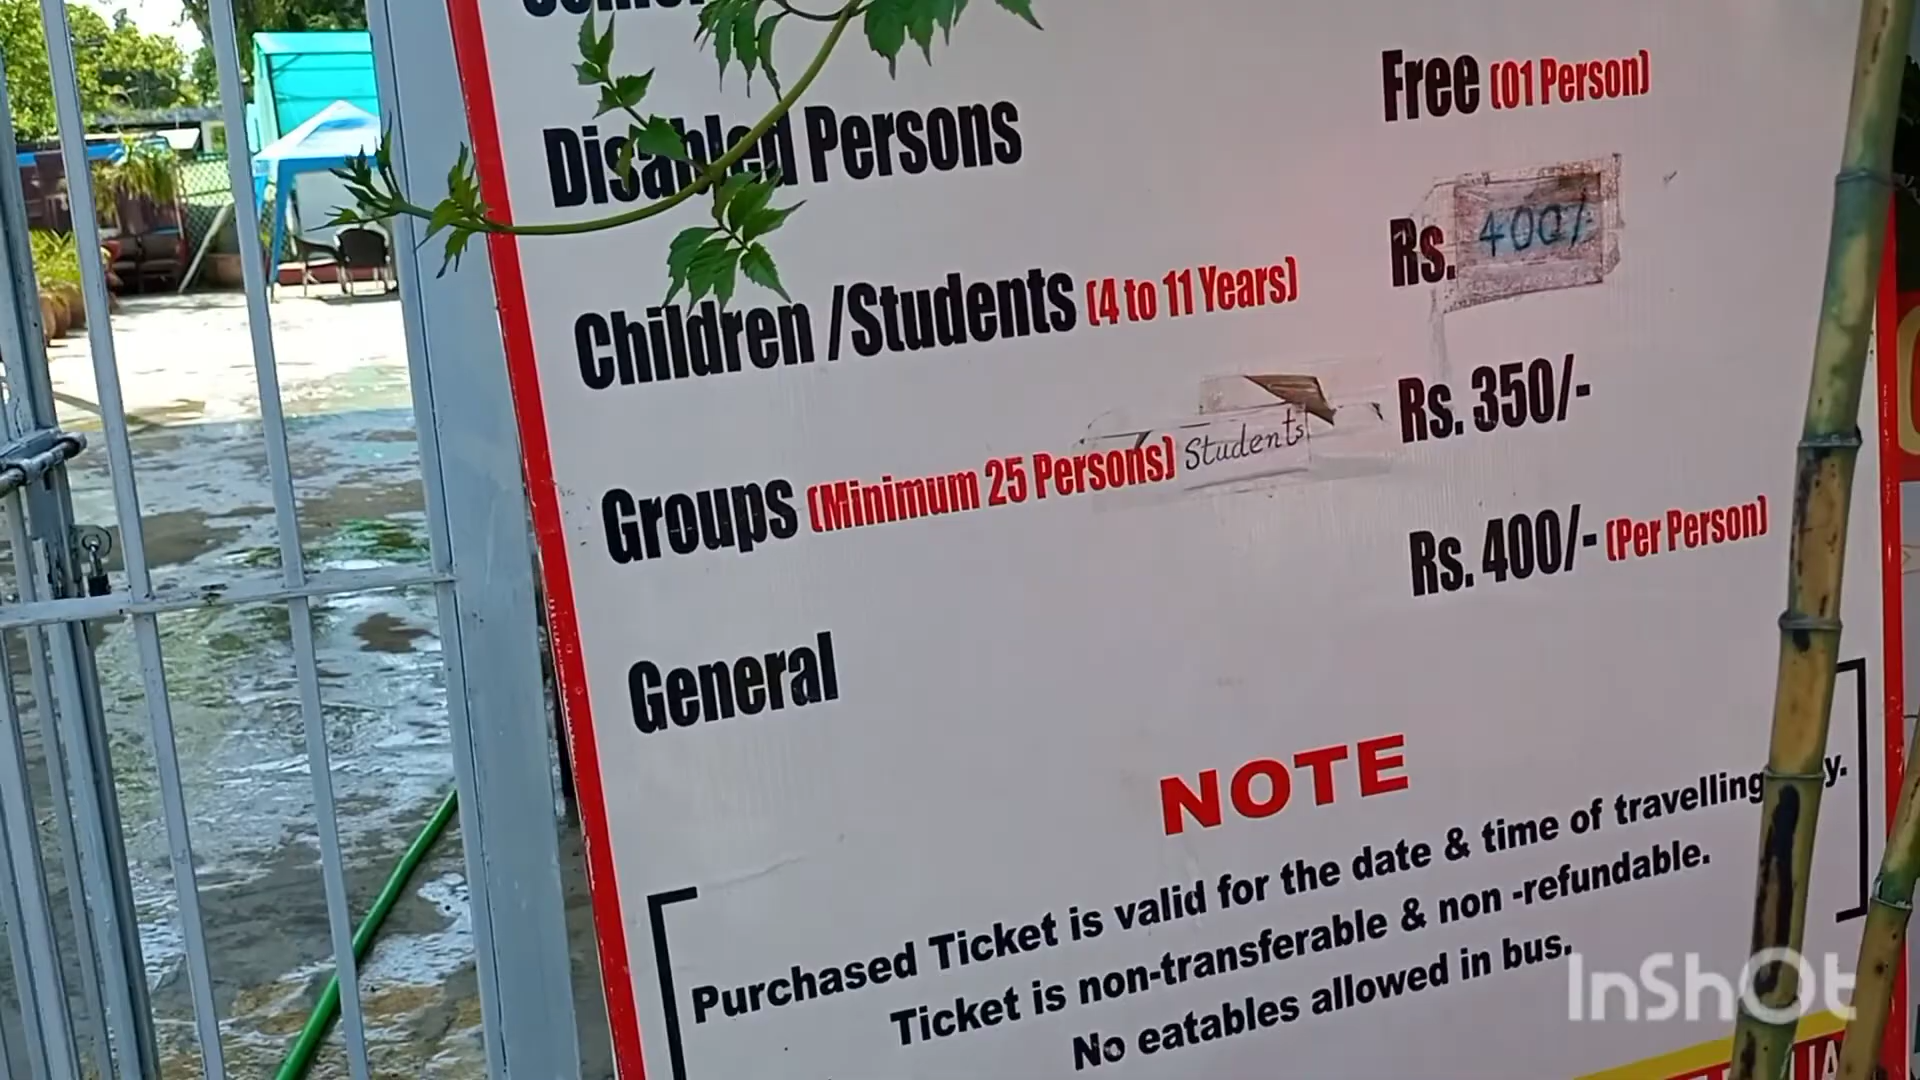 Disabled Persons
Free (01 Person)
Children /Students (4 to 11 Years)
Rs. 400/-
Groups (Minimum 25 Persons) Students
Rs. 350/-
General
Rs. 400/- (Per Person)
NOTE
Purchased Ticket is valid for the date & time of travelling
Ticket is non-transferable & non -refundable.
No eatables allowed in bus.
InShOt